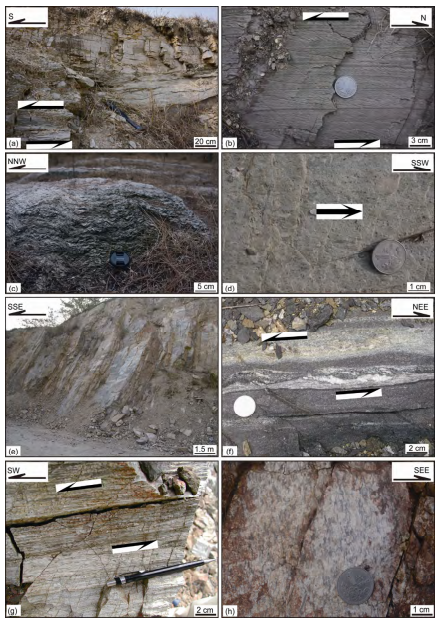 S
(a)
20 cm
N
(b)
3 cm
NNW
(c)
5 cm
SSW
(d)
1 cm
SSE
(e)
1.5 m
NEE
(f)
2 cm
SW
(g)
2 cm
SEE
(h)
1 cm